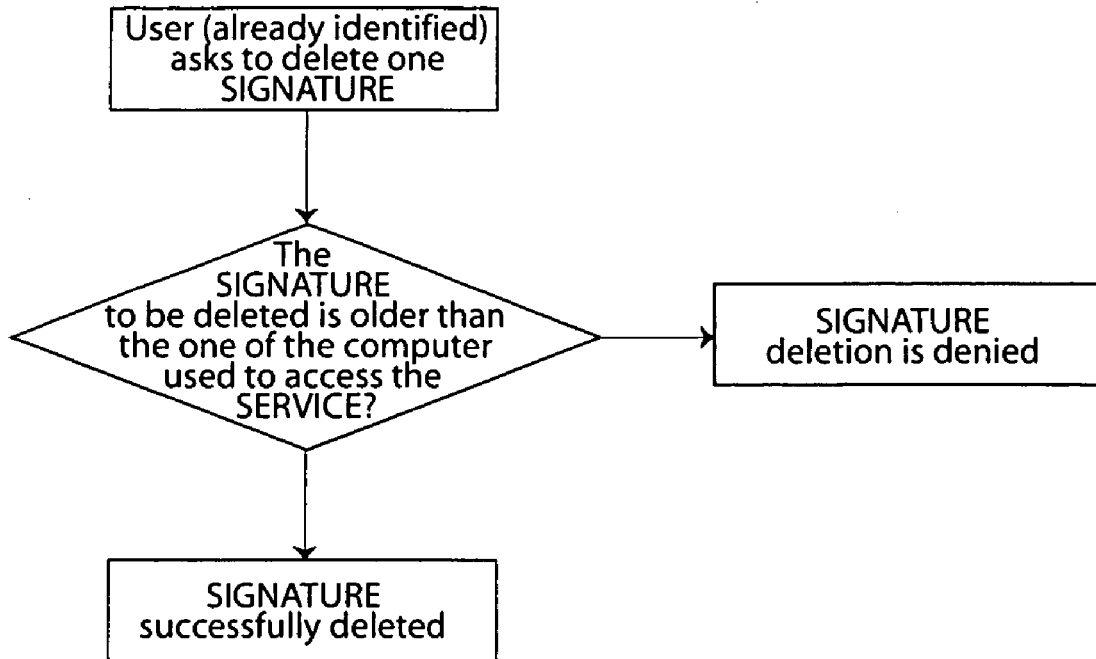 User (already identified)
asks to delete one
SIGNATURE
The
SIGNATURE
to be deleted is older than
the one of the computer
used to access the
SERVICE?
SIGNATURE
deletion is denied
SIGNATURE
successfully deleted